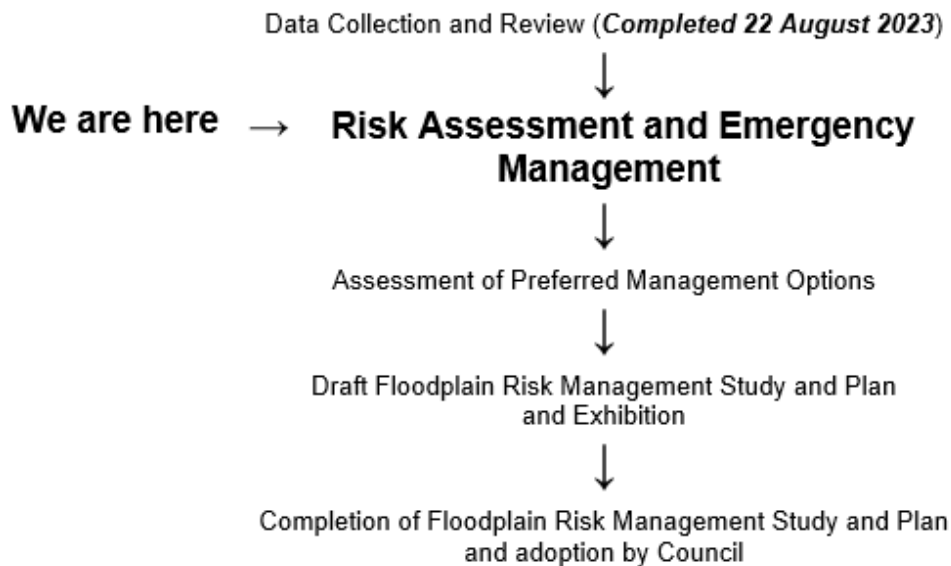 Data Collection and Review (Completed 22 August 2023)
We are here → Risk Assessment and Emergency
Management
Assessment of Preferred Management Options
Draft Floodplain Risk Management Study and Plan
and Exhibition
Completion of Floodplain Risk Management Study and Plan
and adoption by Council